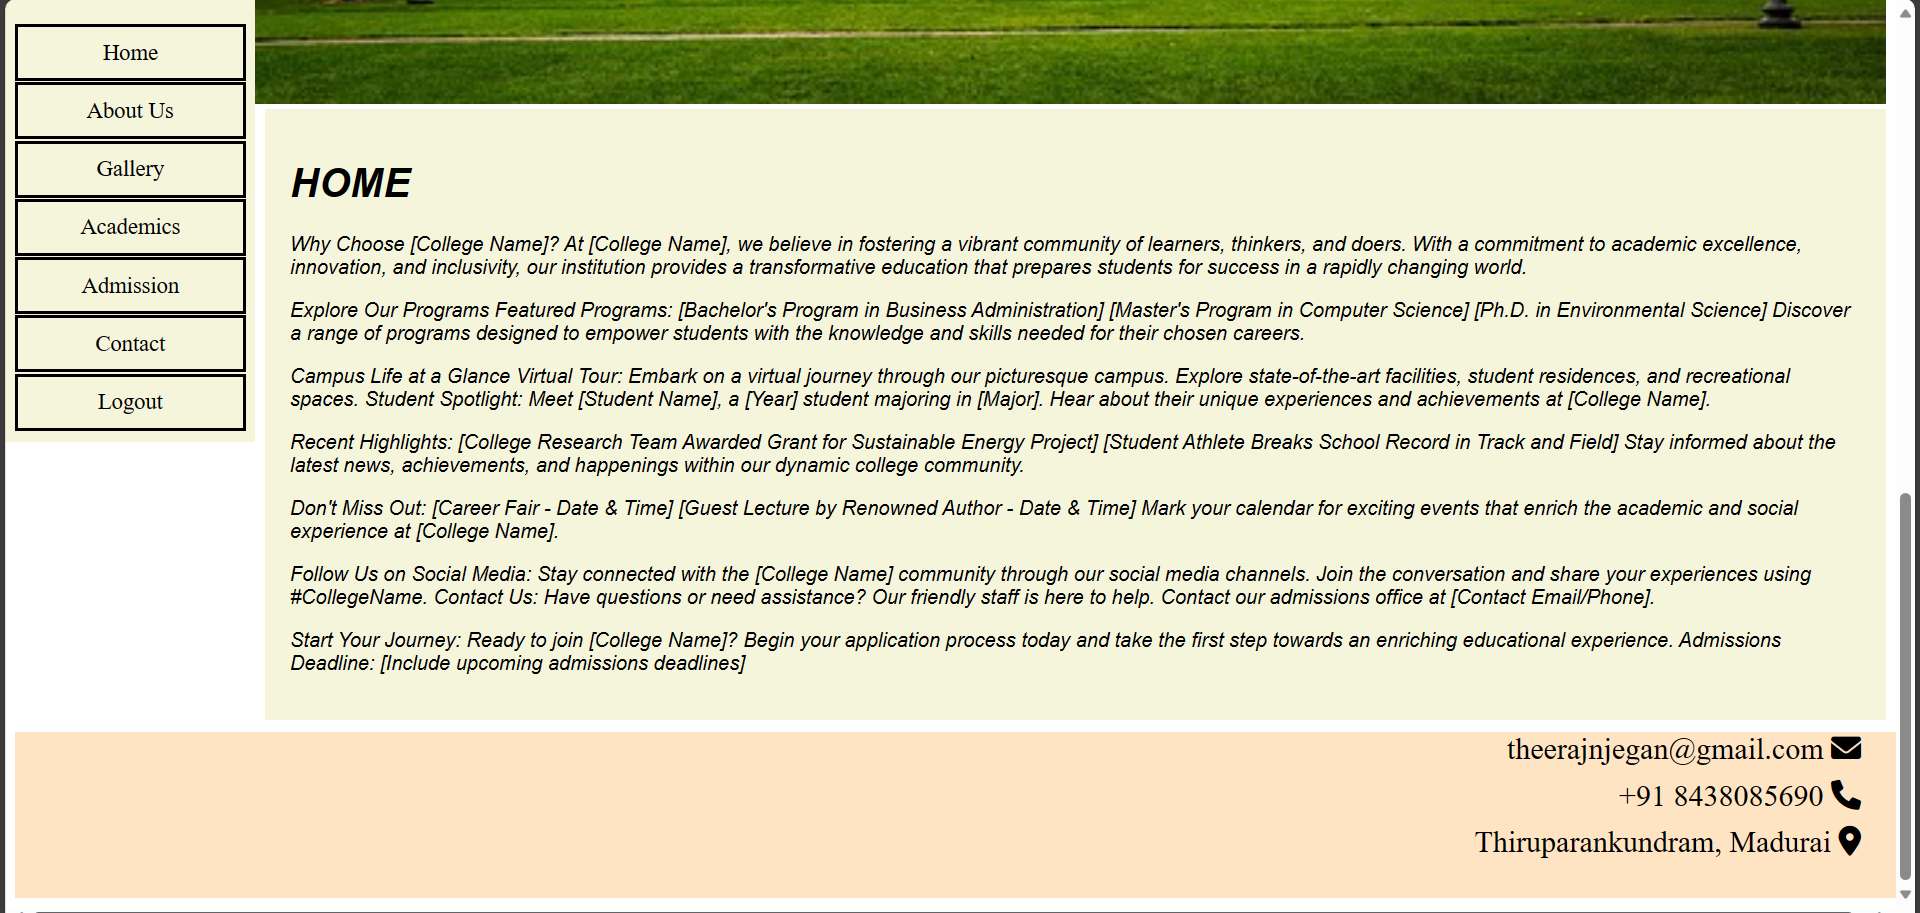 Home
About Us
Gallery
Academics
Admission
Contact
Logout
HOME
Why Choose [College Name]? At [College Name], we believe in fostering a vibrant community of learners, thinkers, and doers. With a commitment to academic excellence,
innovation, and inclusivity, our institution provides a transformative education that prepares students for success in a rapidly changing world.
Explore Our Programs Featured Programs: [Bachelor's Program in Business Administration] [Master's Program in Computer Science] [Ph.D. in Environmental Science] Discover
a range of programs designed to empower students with the knowledge and skills needed for their chosen careers.
Campus Life at a Glance Virtual Tour: Embark on a virtual journey through our picturesque campus. Explore state-of-the-art facilities, student residences, and recreational
spaces. Student Spotlight: Meet [Student Name], a [Year] student majoring in [Major]. Hear about their unique experiences and achievements at [College Name].
Recent Highlights: [College Research Team Awarded Grant for Sustainable Energy Project] [Student Athlete Breaks School Record in Track and Field] Stay informed about the
latest news, achievements, and happenings within our dynamic college community.
Don't Miss Out: [Career Fair - Date & Time] [Guest Lecture by Renowned Author - Date & Time] Mark your calendar for exciting events that enrich the academic and social
experience at [College Name].
Follow Us on Social Media: Stay connected with the [College Name] community through our social media channels. Join the conversation and share your experiences using
#CollegeName. Contact Us: Have questions or need assistance? Our friendly staff is here to help. Contact our admissions office at [Contact Email/Phone].
Start Your Journey: Ready to join [College Name]? Begin your application process today and take the first step towards an enriching educational experience. Admissions
Deadline: [Include upcoming admissions deadlines]
theerajnjegan@gmail.com
+91 8438085690
Thiruparankundram, Madurai